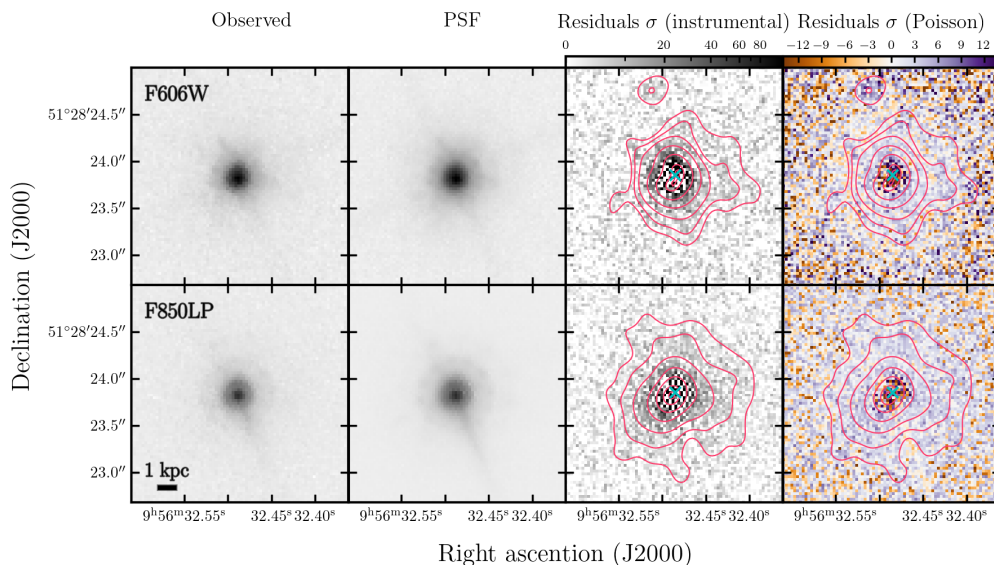 Observed PSF Residuals σ (instrumental) Residuals σ (Poisson)
0 20 40 60 80 −12 −9 −6 −3 0 3 6 9 12
F606W
51°28′24.5″
24.0″
23.5″
23.0″
F850LP
51°28′24.5″
24.0″
23.5″
23.0″
1 kpc
Declination (J2000)
9ʰ56ᵐ32.55ˢ 32.45ˢ 32.40ˢ 9ʰ56ᵐ32.55ˢ 32.45ˢ 32.40ˢ 9ʰ56ᵐ32.55ˢ 32.45ˢ 32.40ˢ 9ʰ56ᵐ32.55ˢ 32.45ˢ 32.40ˢ
Right ascention (J2000)